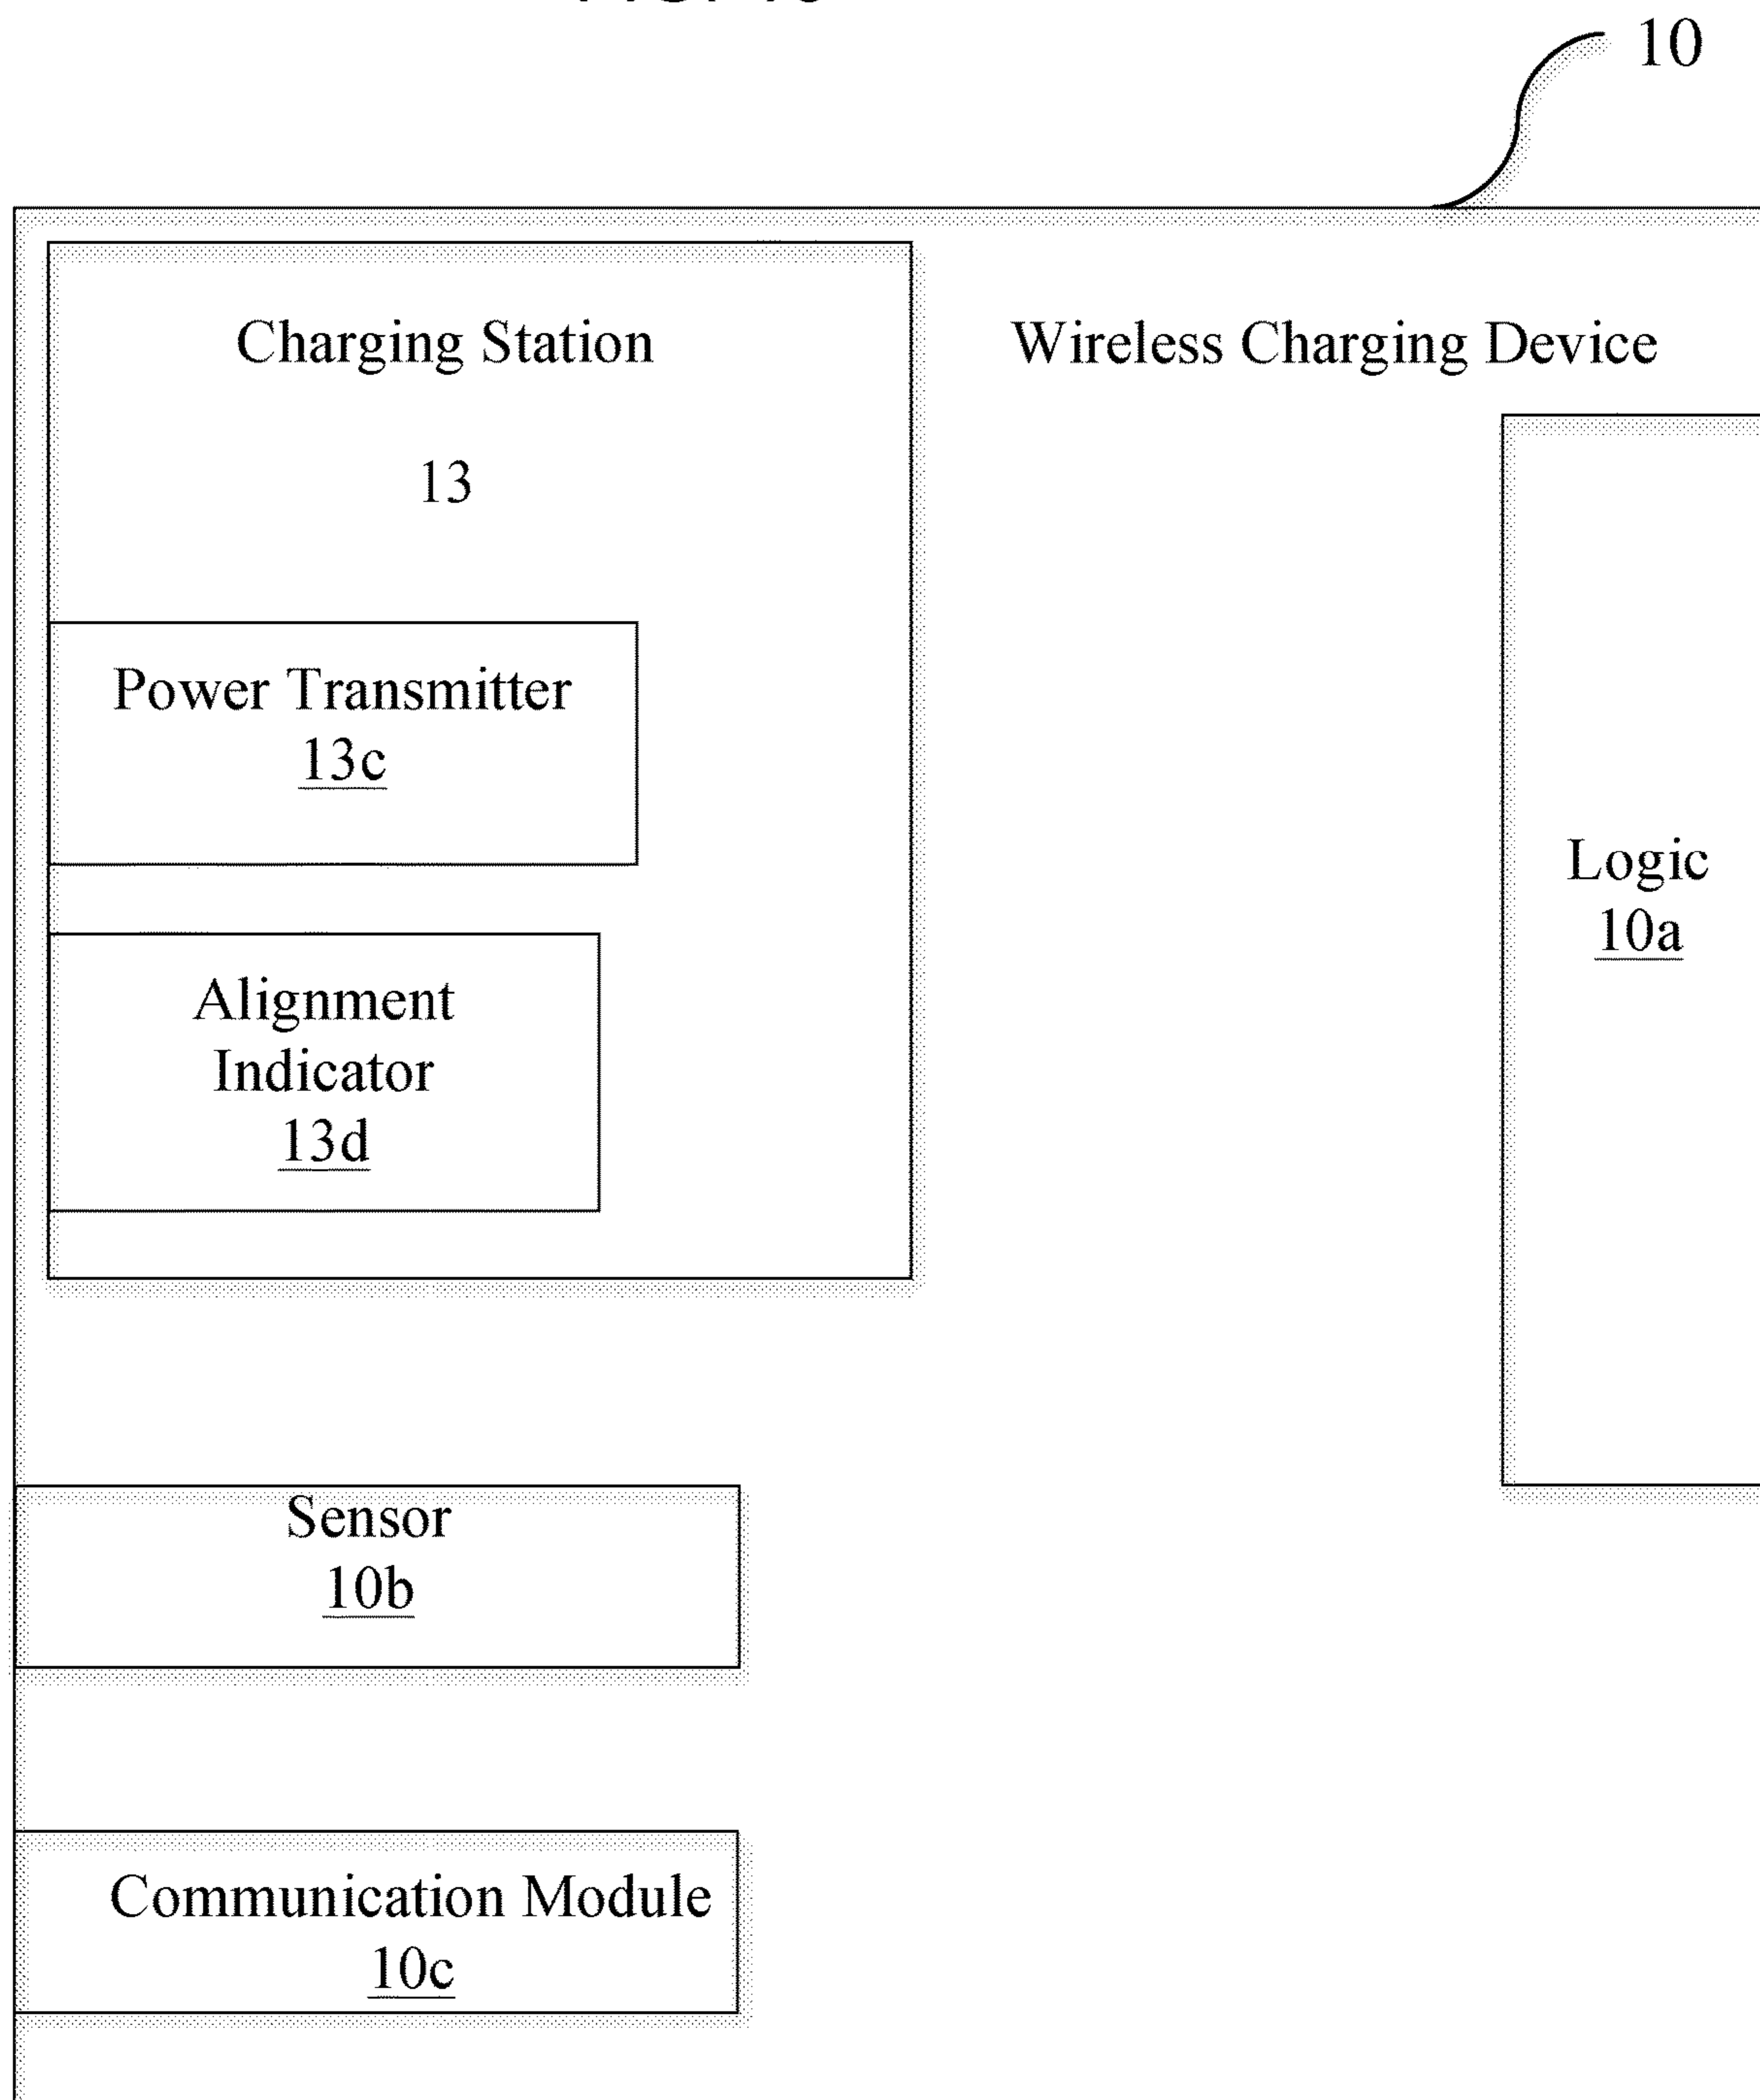 10
Charging Station
Wireless Charging Device
13
Power Transmitter
13c
Logic
10a
Alignment
Indicator
13d
Sensor
10b
Communication Module
10c